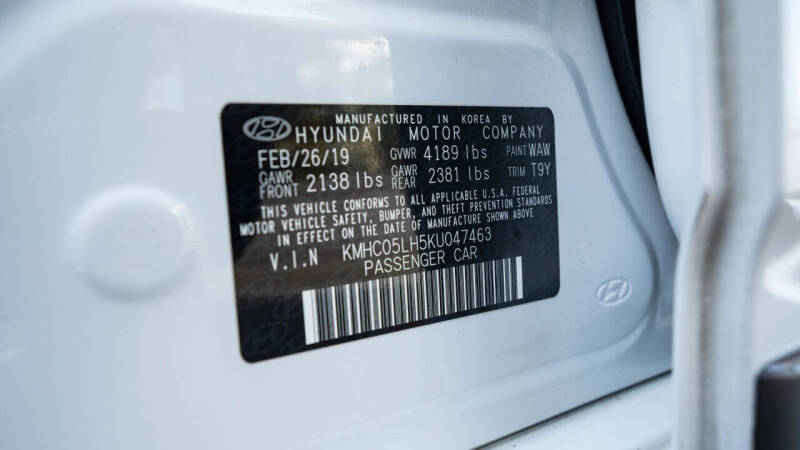 MANUFACTURED IN KOREA BY
HYUNDAI MOTOR COMPANY
FEB/26/19 GVWR 4189 lbs PAINT WAW
GAWR FRONT 2138 lbs GAWR REAR 2381 lbs TRIM T9Y
THIS VEHICLE CONFORMS TO ALL APPLICABLE U.S.A. FEDERAL
MOTOR VEHICLE SAFETY, BUMPER, AND THEFT PREVENTION STANDARDS
IN EFFECT ON THE DATE OF MANUFACTURE SHOWN ABOVE
V.I.N KMHC05LH5KU047463
PASSENGER CAR